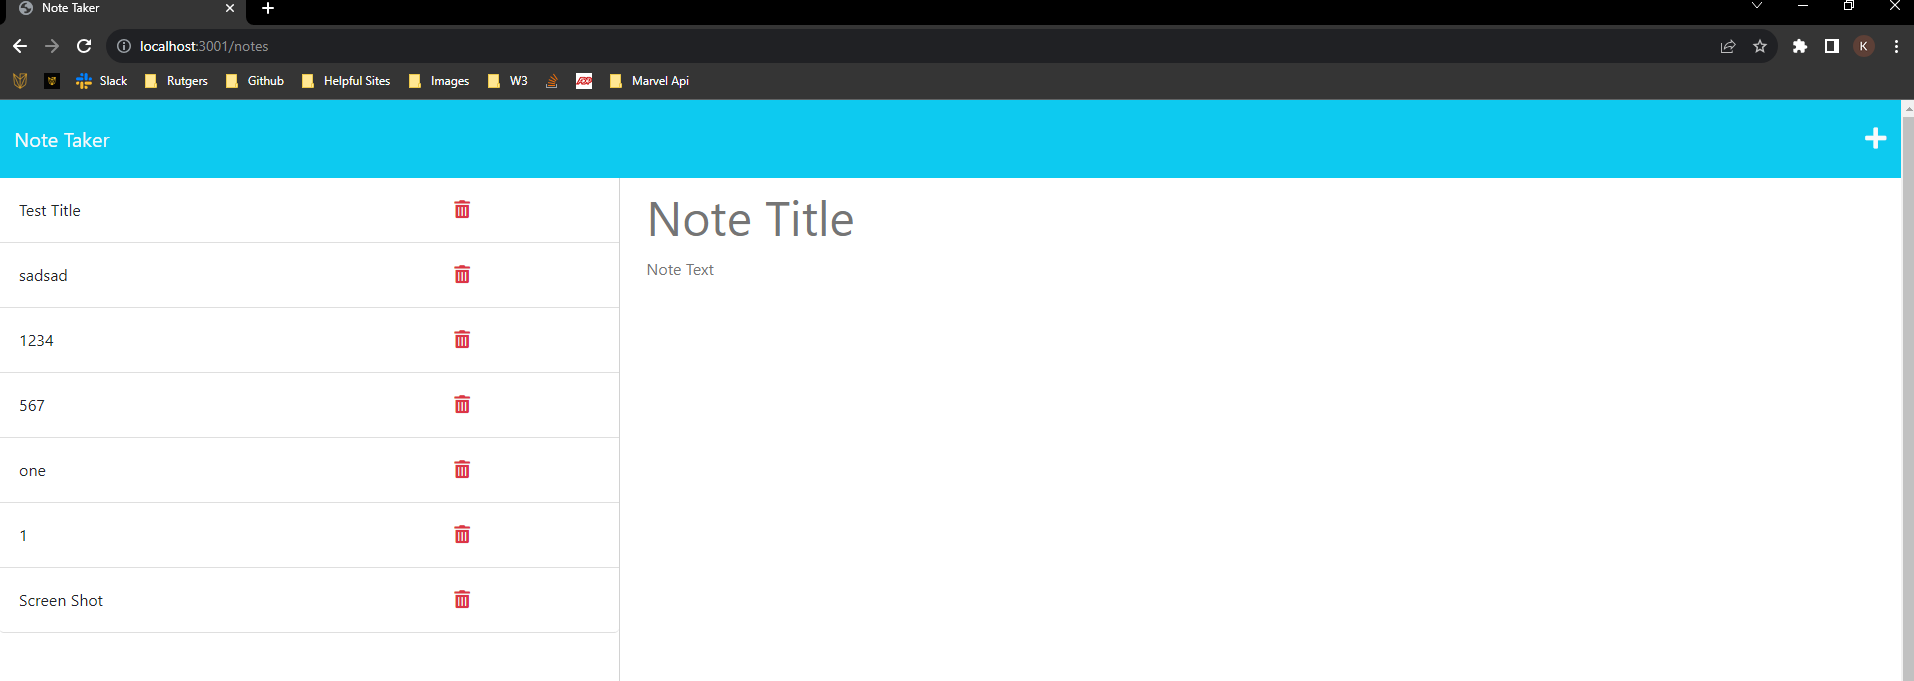 Note Taker
localhost:3001/notes
K
Slack Rutgers Github Helpful Sites Images W3 Marvel Api
Note Taker
Test Title
sadsad
1234
567
one
1
Screen Shot
Note Title
Note Text